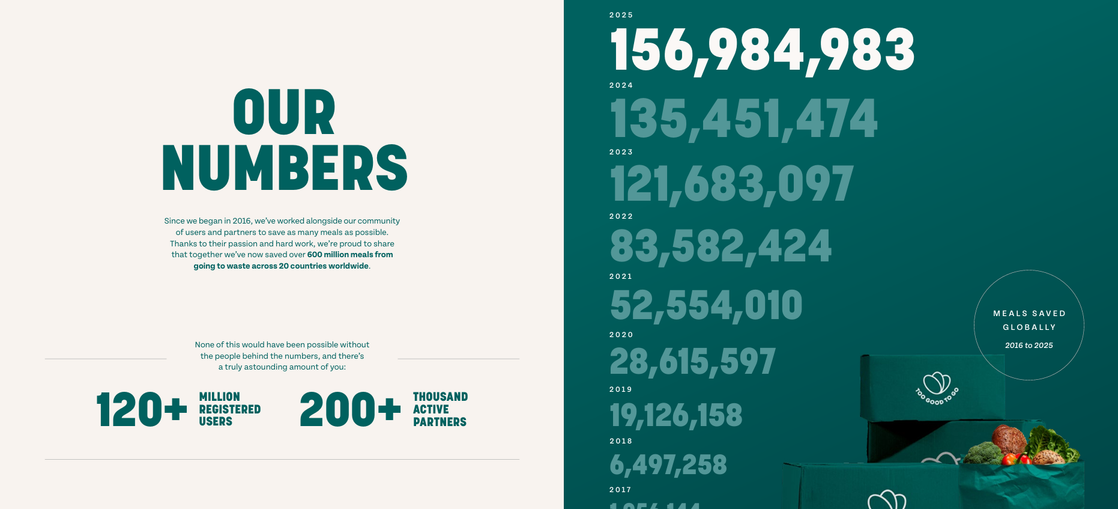 OUR
NUMBERS
Since we began in 2016, we've worked alongside our community
of users and partners to save as many meals as possible.
Thanks to their passion and hard work, we're proud to share
that together we've now saved over 600 million meals from
going to waste across 20 countries worldwide.
None of this would have been possible without
the people behind the numbers, and there's
a truly astounding amount of you:
120+
MILLION
REGISTERED
USERS
200+
THOUSAND
ACTIVE
PARTNERS
2025
156,984,983
2024
135,451,474
2023
121,683,097
2022
83,582,424
2021
52,554,010
2020
28,615,597
2019
19,126,158
2018
6,497,258
2017
MEALS SAVED
GLOBALLY
2016 to 2025
TOO GOOD TO GO